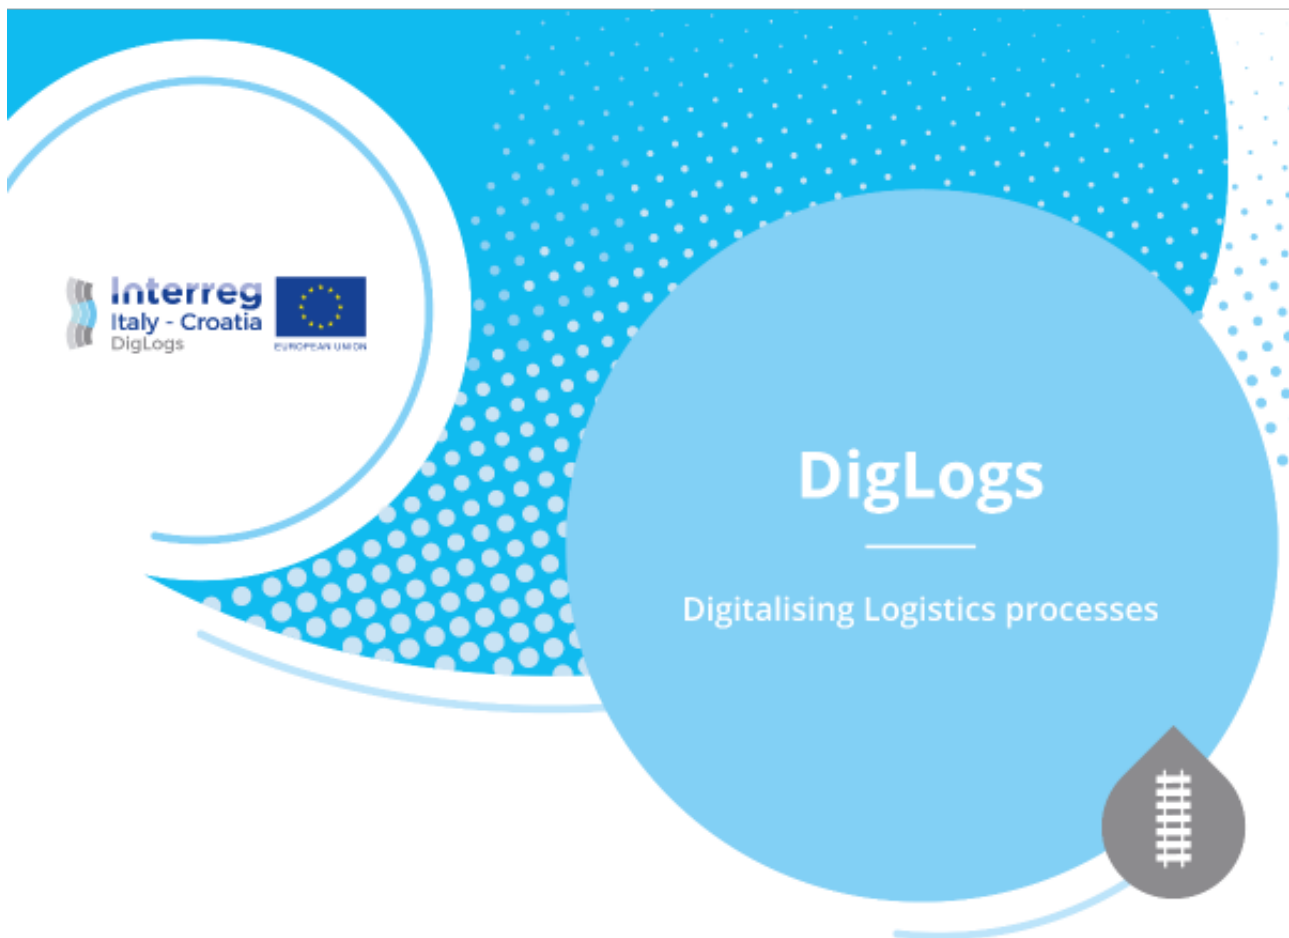 Interreg
Italy - Croatia
DigLogs
EUROPEAN UNION
DigLogs
Digitalising Logistics processes